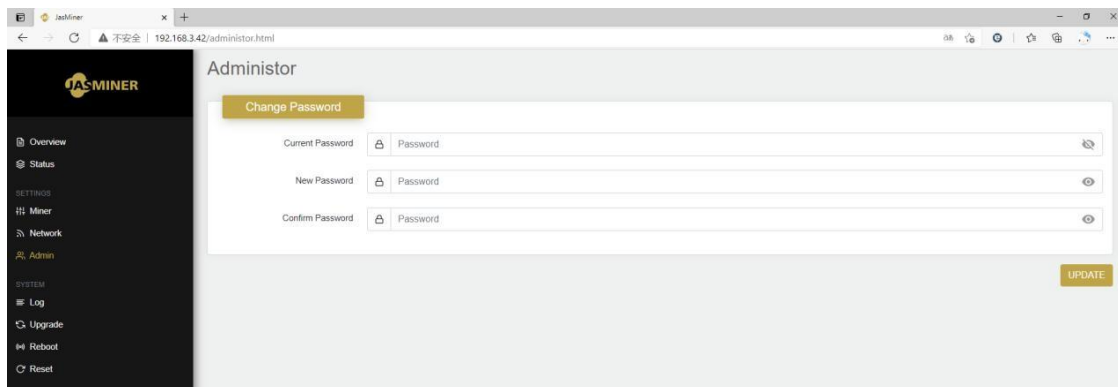 JasMiner
不安全 | 192.168.3.42/administor.html
JASMINER
Administor
Change Password
Current Password
Password
New Password
Password
Confirm Password
Password
UPDATE
Overview
Status
SETTINGS
Miner
Network
Admin
SYSTEM
Log
Upgrade
Reboot
Reset